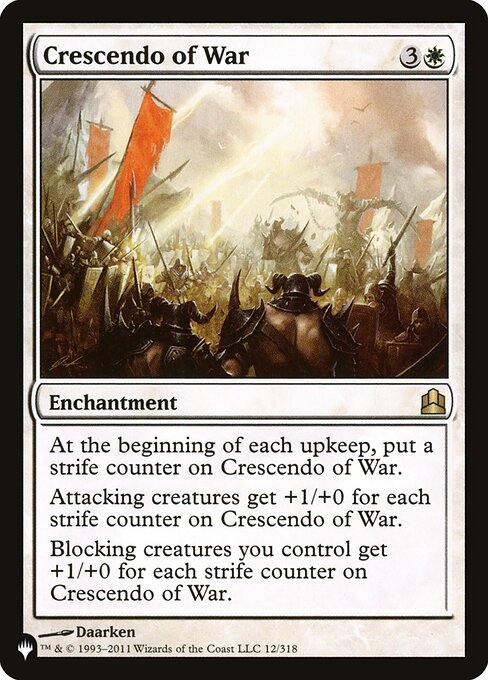 Crescendo of War 3
Enchantment
At the beginning of each upkeep, put a
strife counter on Crescendo of War.
Attacking creatures get +1/+0 for each
strife counter on Crescendo of War.
Blocking creatures you control get
+1/+0 for each strife counter on
Crescendo of War.
Daarken
™ & © 1993–2011 Wizards of the Coast LLC 12/318